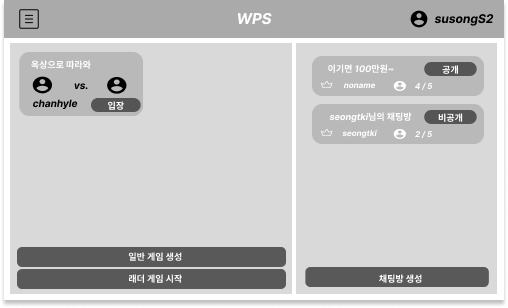 WPS
susongS2
옥상으로 따라와
vs.
chanhyle
입장
일반 게임 생성
래더 게임 시작
이기면 100만원~
공개
noname
4 / 5
seongtki님의 채팅방
비공개
seongtki
2 / 5
채팅방 생성